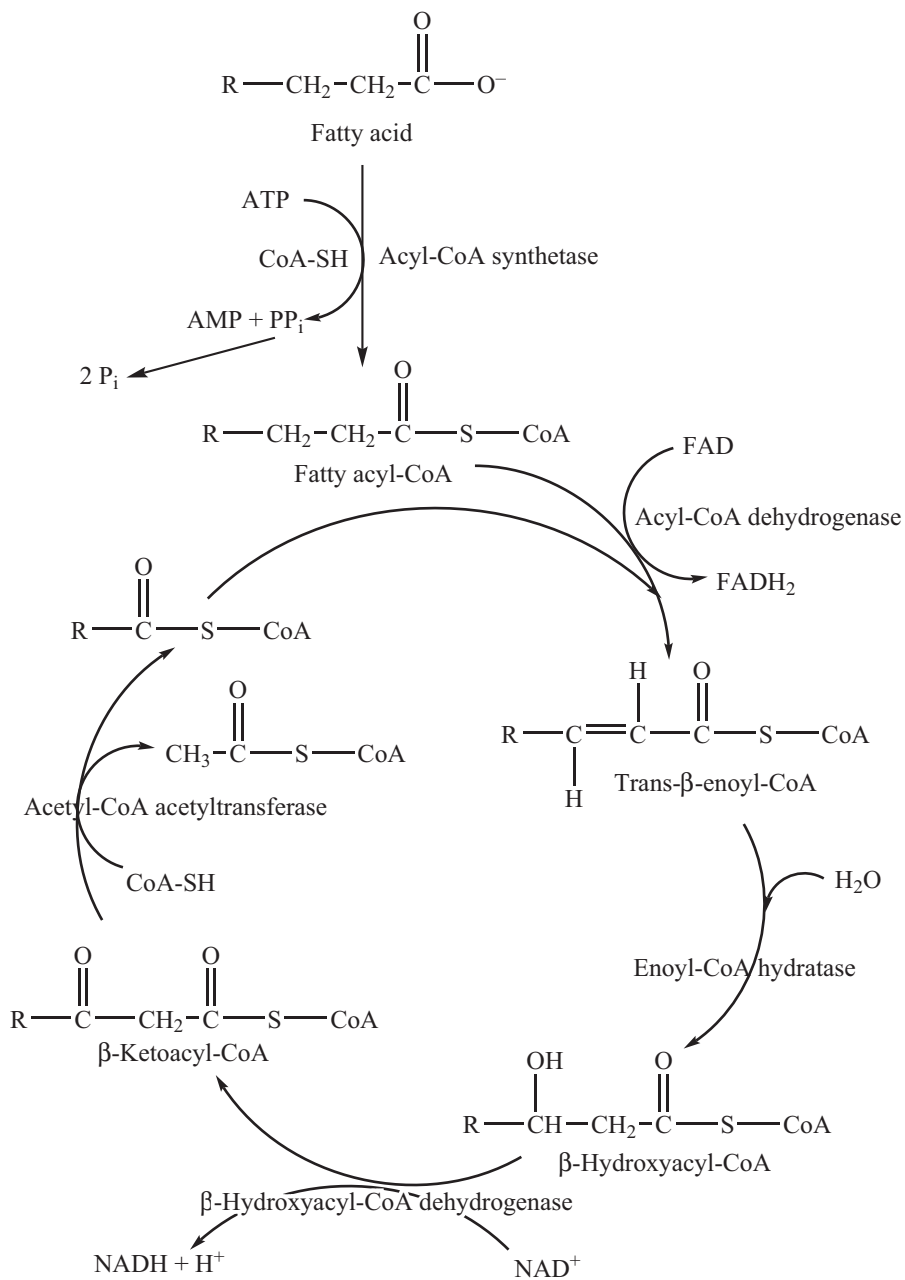 O
R—CH₂–CH₂–C—O⁻
Fatty acid
ATP
CoA-SH
Acyl-CoA synthetase
AMP + PPᵢ
2 Pᵢ
O
R—CH₂–CH₂–C—S—CoA
Fatty acyl-CoA
FAD
Acyl-CoA dehydrogenase
FADH₂
O
R—C—S—CoA
H O
R—C=C—C—S—CoA
H
Trans-β-enoyl-CoA
O
CH₃–C—S—CoA
Acetyl-CoA acetyltransferase
CoA-SH
H₂O
Enoyl-CoA hydratase
O O
R—C—CH₂–C—S—CoA
β-Ketoacyl-CoA
OH O
R—CH—CH₂–C—S—CoA
β-Hydroxyacyl-CoA
β-Hydroxyacyl-CoA dehydrogenase
NADH + H⁺
NAD⁺